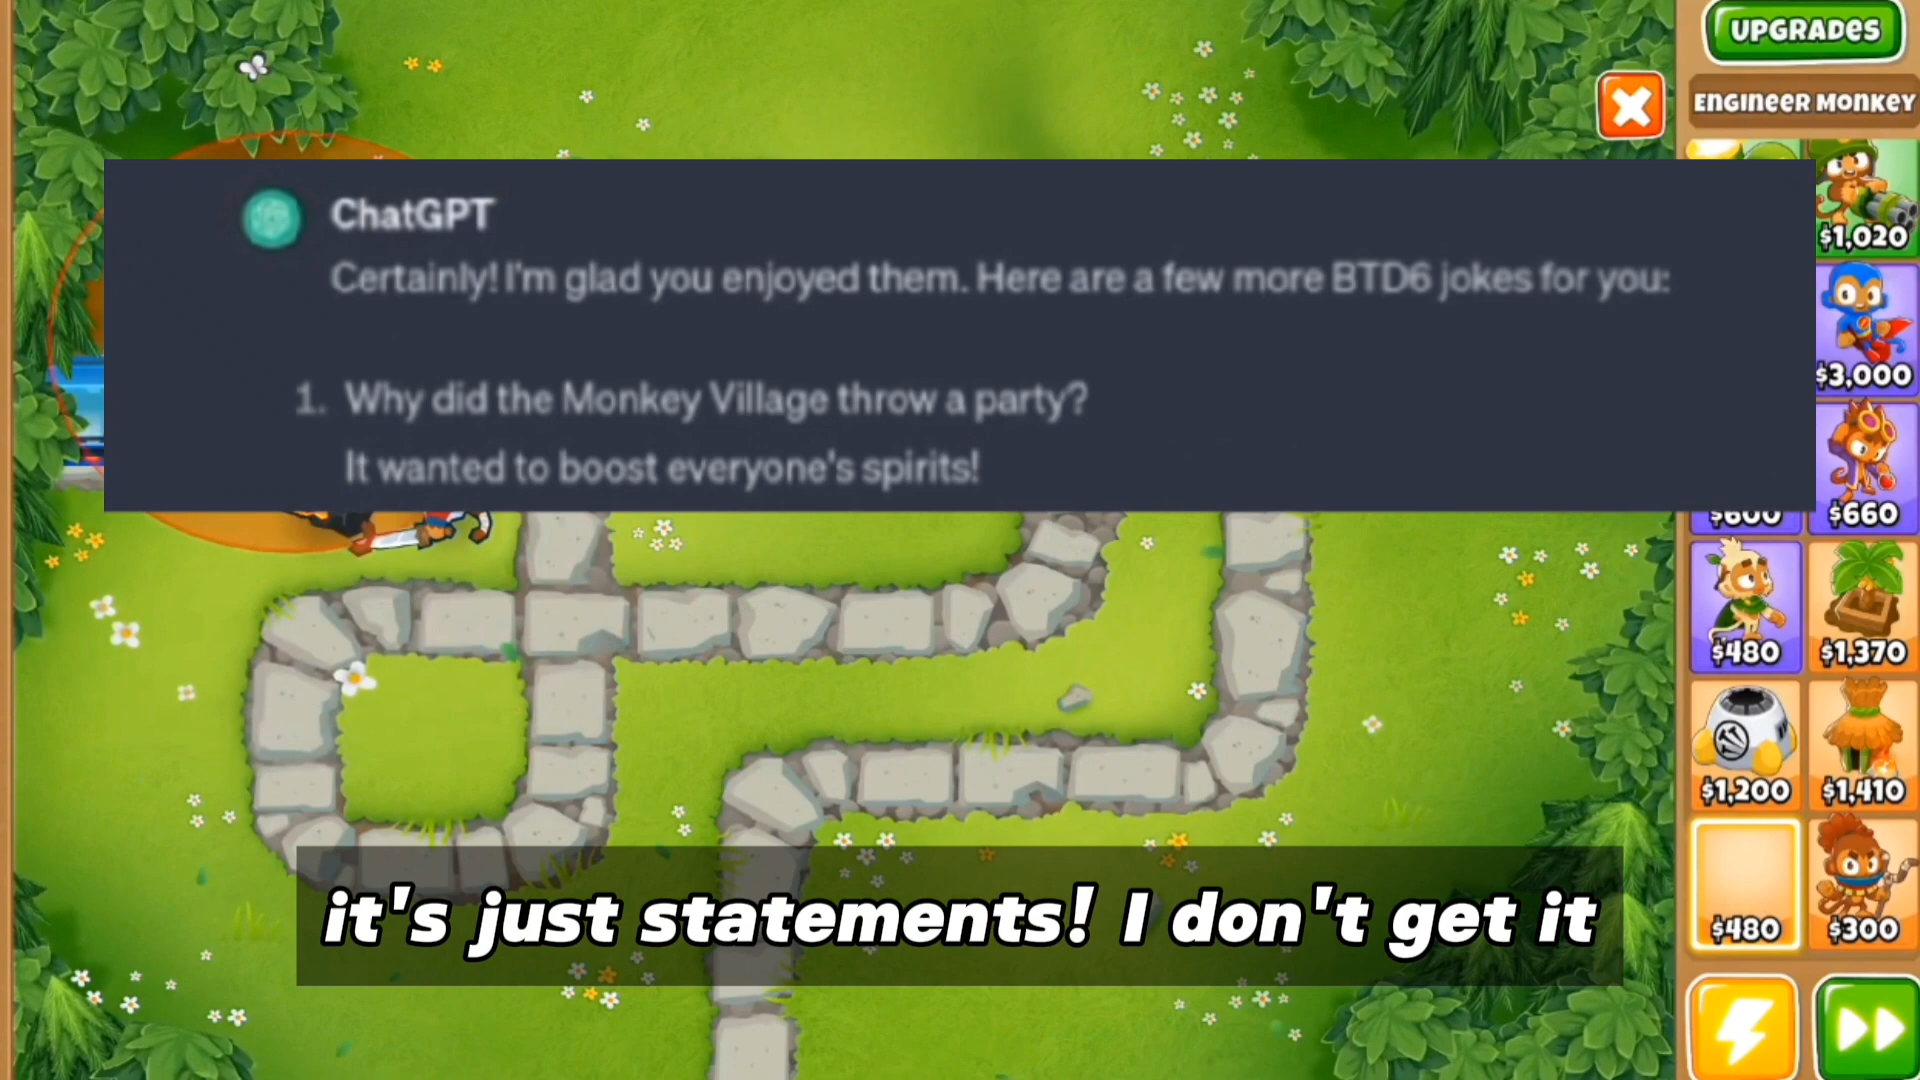 UPGRADES
ENGINEER MONKEY
ChatGPT
Certainly! I'm glad you enjoyed them. Here are a few more BTD6 jokes for you:
1. Why did the Monkey Village throw a party?
It wanted to boost everyone's spirits!
$1,020
$3,000
$600 $660
$480 $1,370
$1,200 $1,410
$480 $300
it's just statements! I don't get it